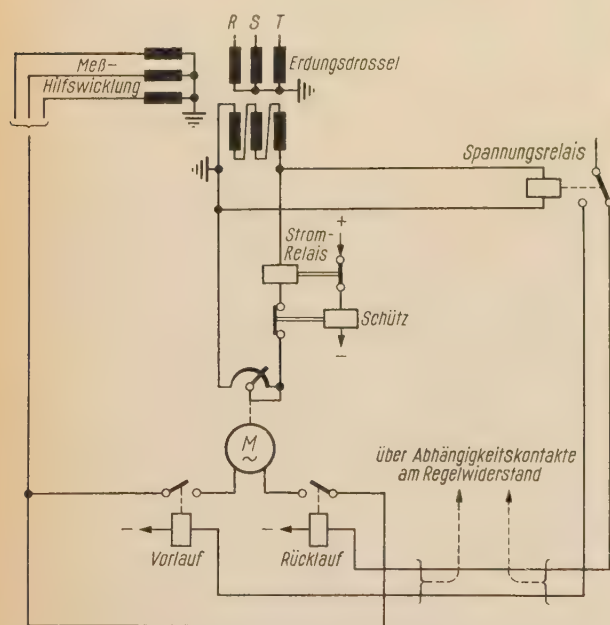 R S T
Meß-
Hilfswicklung
Erdungsdrossel
Spannungsrelais
Strom-
Relais
+
Schütz
−
M
~
über Abhängigkeitskontakte
am Regelwiderstand
−
−
Vorlauf
Rücklauf